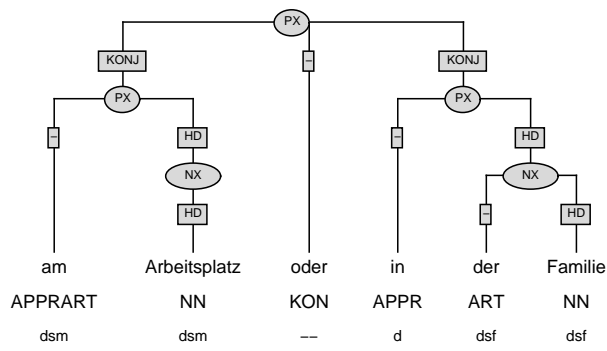 PX
KONJ – KONJ
PX PX
– HD – HD
NX NX
HD – HD
am Arbeitsplatz oder in der Familie
APPRART NN KON APPR ART NN
dsm dsm –– d dsf dsf